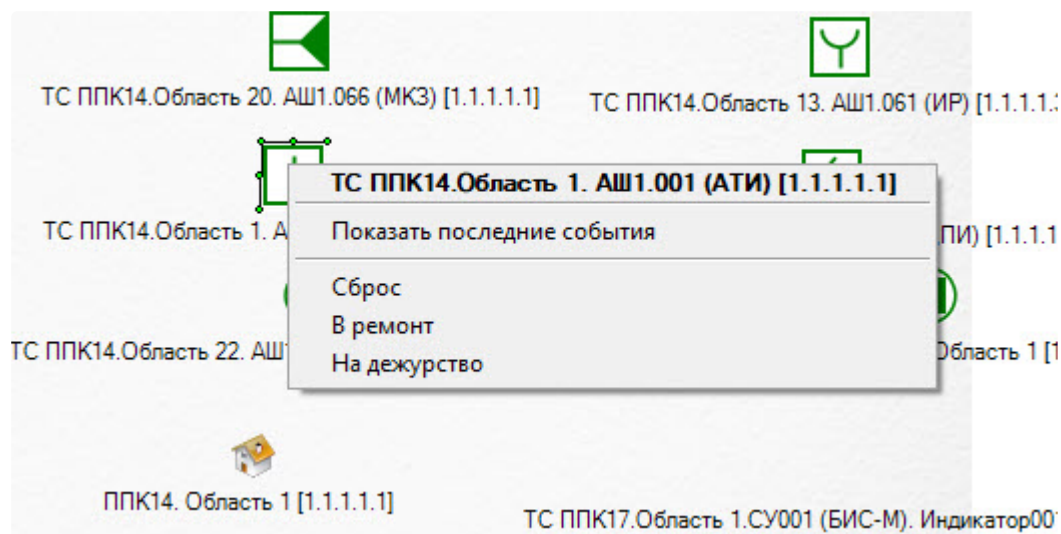 ТС ППК14.Область 20. АШ1.066 (МКЗ) [1.1.1.1.1]
ТС ППК14.Область 13. АШ1.061 (ИР) [1.1.1.1.
ТС ППК14.Область 1. АШ1.001 (АТИ) [1.1.1.1.1]
ТС ППК14.Область 1. А
Показать последние события
ПИ) [1.1.1.1
Сброс
В ремонт
ТС ППК14.Область 22. АШ
Область 1 [1
На дежурство
ППК14. Область 1 [1.1.1.1.1]
ТС ППК17.Область 1.СУ001 (БИС-М). Индикатор00